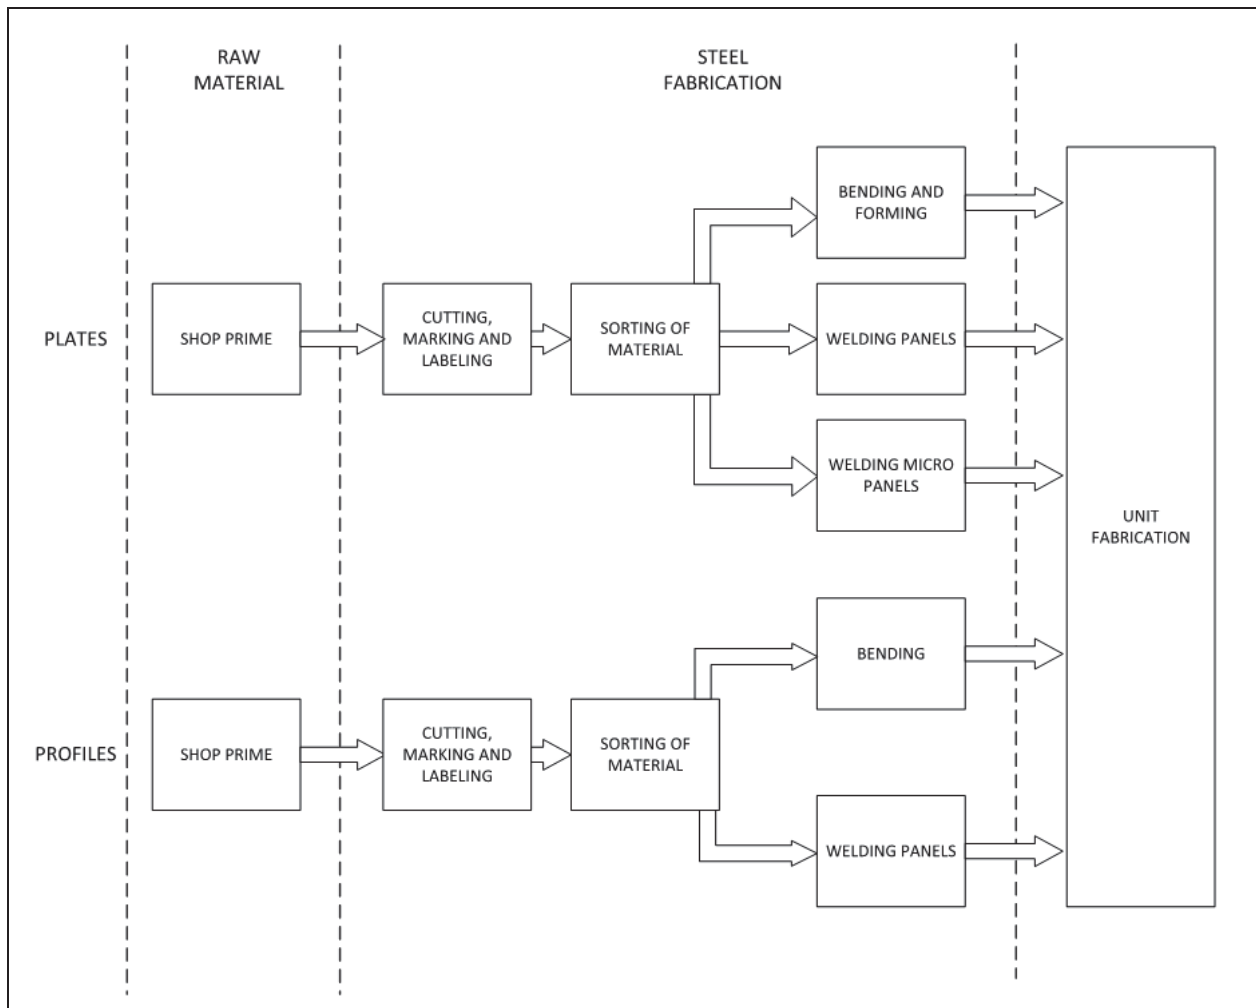 RAW
MATERIAL
STEEL
FABRICATION
PLATES
SHOP PRIME
CUTTING,
MARKING AND
LABELING
SORTING OF
MATERIAL
BENDING AND
FORMING
WELDING PANELS
WELDING MICRO
PANELS
UNIT
FABRICATION
PROFILES
SHOP PRIME
CUTTING,
MARKING AND
LABELING
SORTING OF
MATERIAL
BENDING
WELDING PANELS